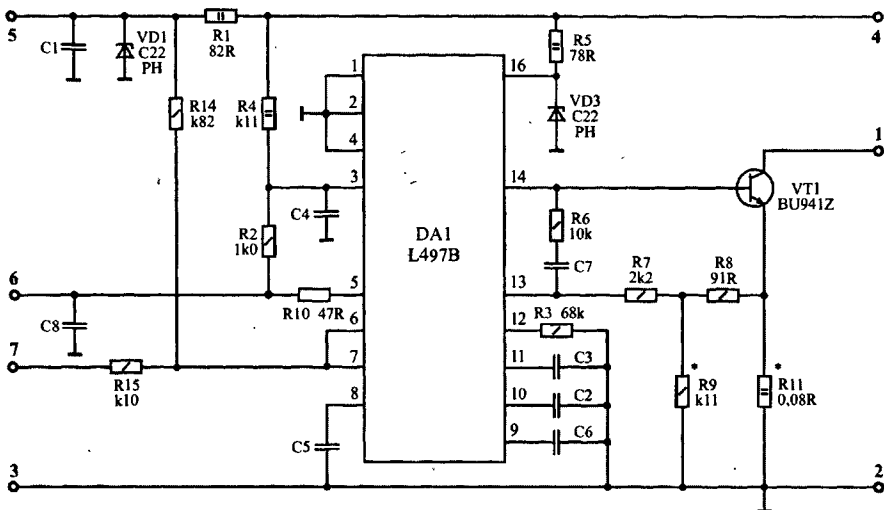 5
4
C1
VD1
C22
PH
R1
82R
R14
k82
R4
k11
R5
78R
VD3
C22
PH
1
2
4
3
16
14
DA1
L497B
1
VT1
BU941Z
C4
R2
1k0
R6
10k
C7
R7
2k2
R8
91R
6
C8
R10 47R
5
13
6
12
R3 68k
7
R15
k10
7
11
C3
8
10
C2
C5
9
C6
*
R9
k11
*
R11
0,08R
3
2